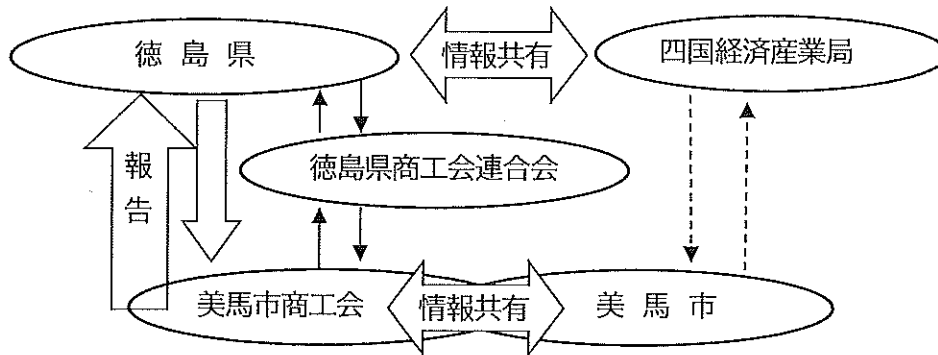 徳島県
情報共有
四国経済産業局
報告
徳島県商工会連合会
美馬市商工会
情報共有
美馬市